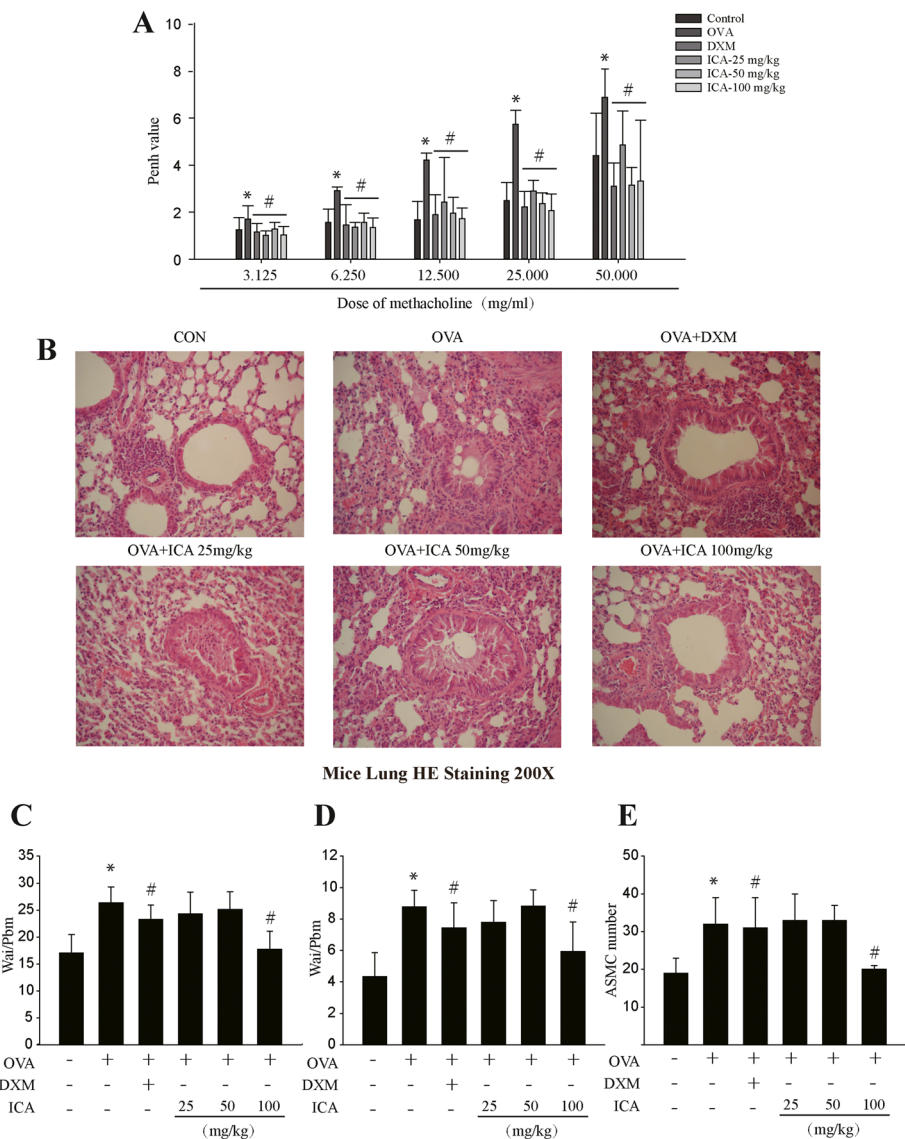 A
10
8
6
4
2
0
Penh value
* # * # * # * # * #
3.125 6.250 12.500 25.000 50.000
Dose of methacholine (mg/ml)
Control
OVA
DXM
ICA-25 mg/kg
ICA-50 mg/kg
ICA-100 mg/kg
B
CON OVA OVA+DXM
OVA+ICA 25mg/kg OVA+ICA 50mg/kg OVA+ICA 100mg/kg
Mice Lung HE Staining 200X
C
35
30
25
20
15
10
5
0
Wai/Pbm
* # #
OVA - + + + + +
DXM - - + - - -
ICA - - - 25 50 100
(mg/kg)
D
12
10
8
6
4
2
0
Wai/Pbm
* # #
OVA - + + + + +
DXM - - + - - -
ICA - - - 25 50 100
(mg/kg)
E
50
40
30
20
10
ASMC number
* # #
OVA - + + + + +
DXM - - + - - -
ICA - - - 25 50 100
(mg/kg)